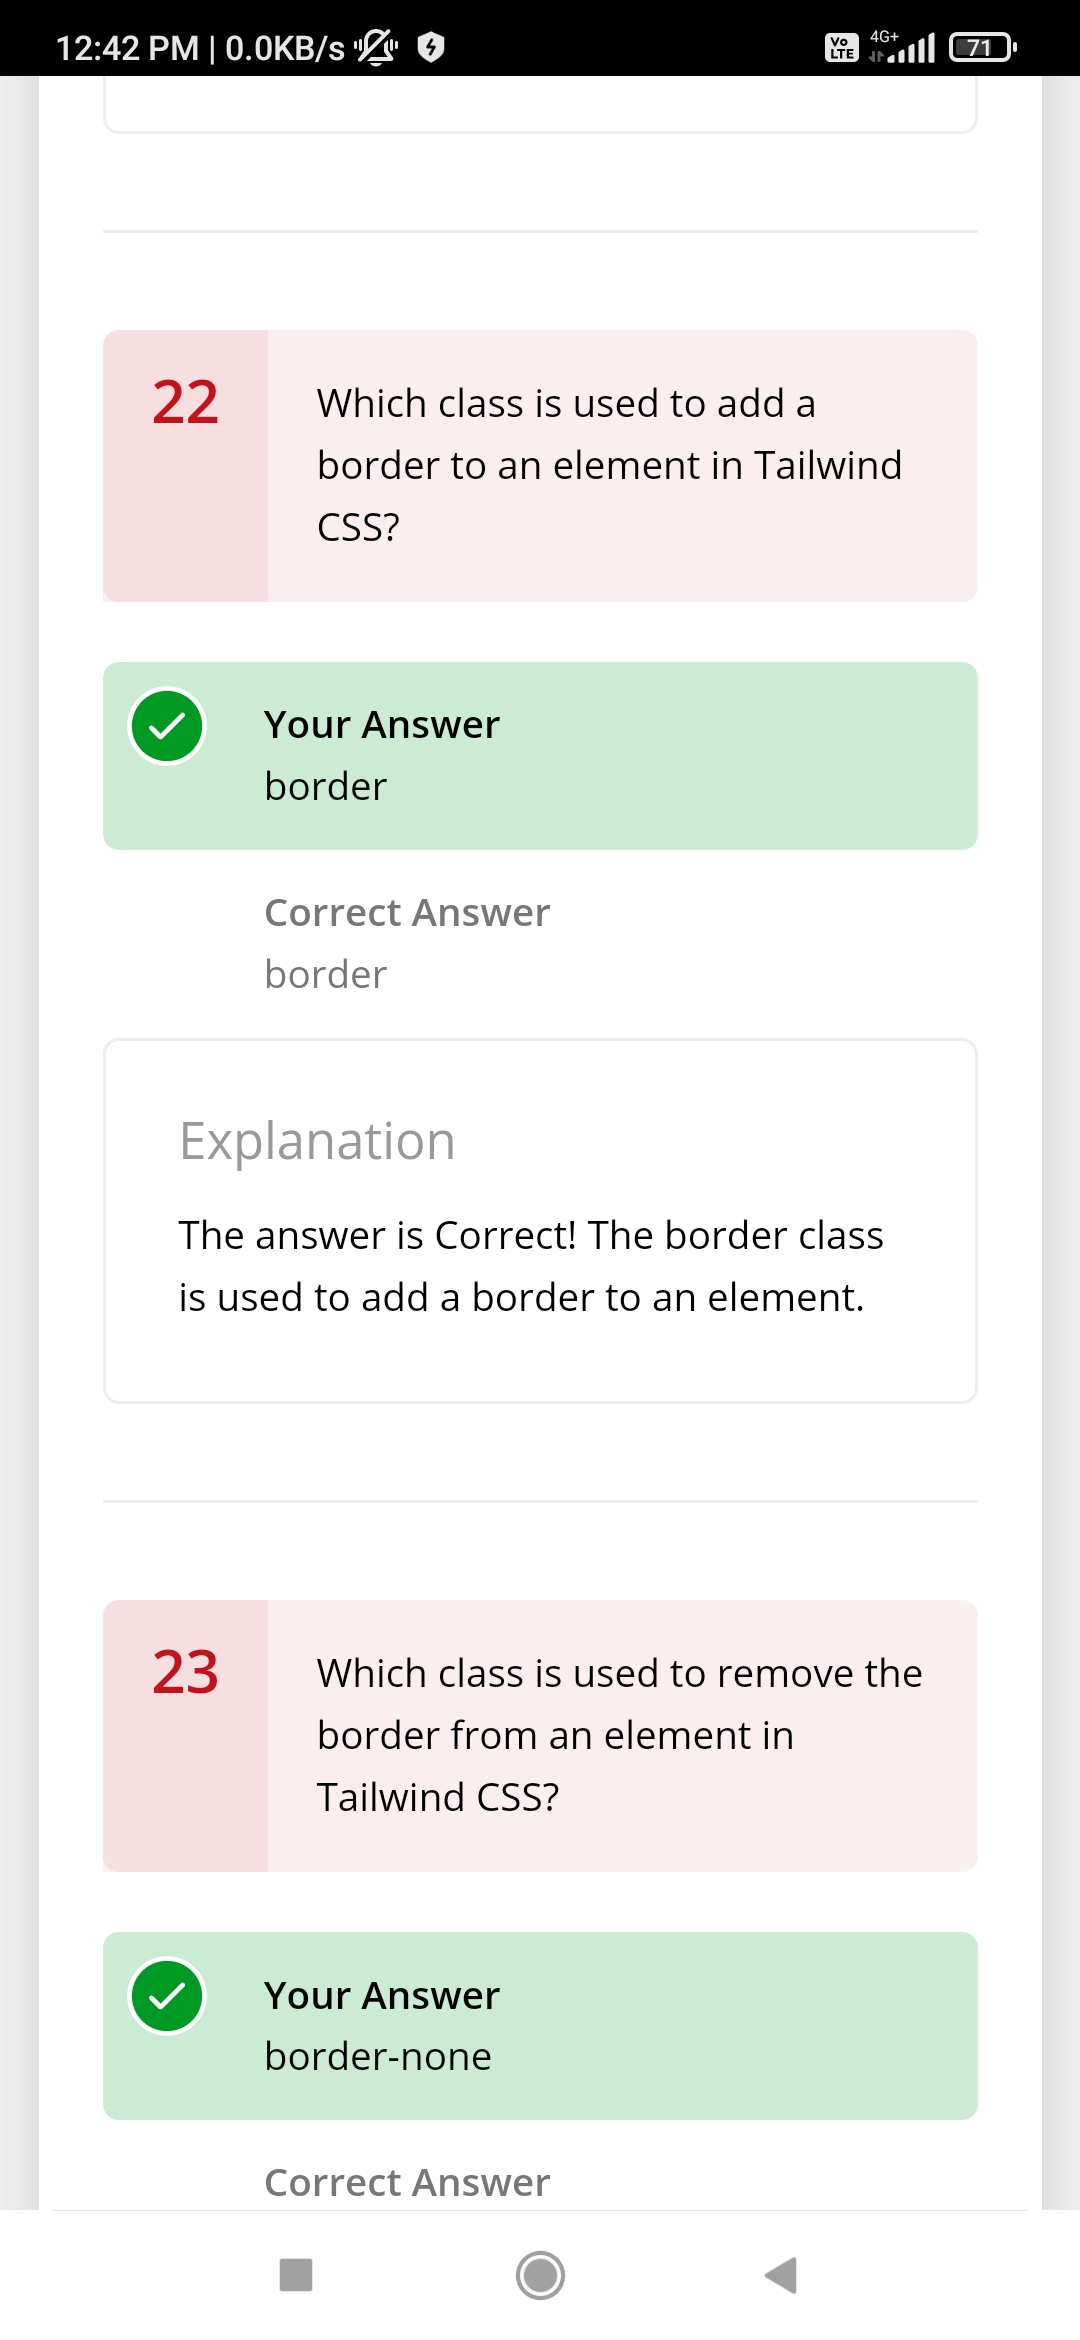 12:42 PM | 0.0KB/s
Vo LTE 4G+ 71
22
Which class is used to add a
border to an element in Tailwind
CSS?
Your Answer
border
Correct Answer
border
Explanation
The answer is Correct! The border class
is used to add a border to an element.
23
Which class is used to remove the
border from an element in
Tailwind CSS?
Your Answer
border-none
Correct Answer